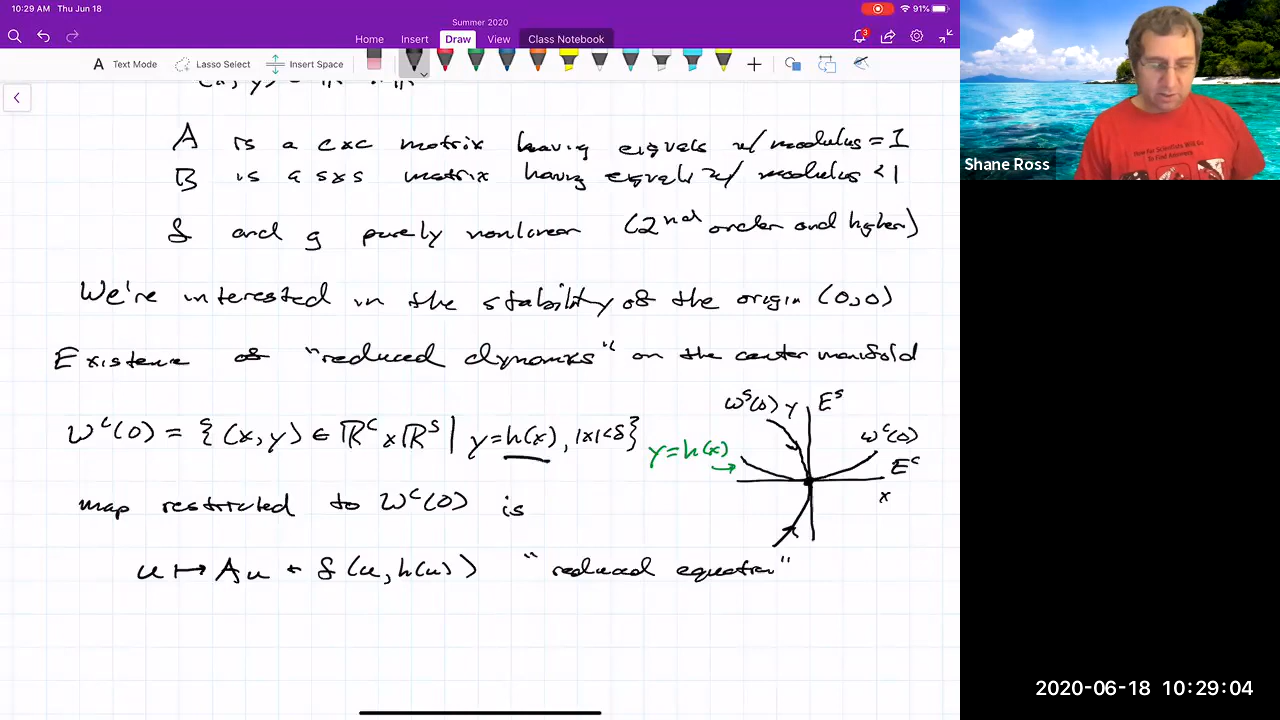 10:29 AM Thu Jun 18
91%
Summer 2020
Home Insert Draw View Class Notebook
3
A Text Mode Lasso Select Insert Space
A is a cxc matrix having eigvals w/ modulus = 1
B is a sxs matrix having eigvals w/ modulus < 1
f and g purely nonlinear (2nd order and higher)
We're interested in the stability of the origin (0,0)
Existence of "reduced dynamics" on the center manifold
W^c(0) = { (x,y) ∈ ℝ^c x ℝ^s | y=h(x), |x|<δ}
W^s(0) y E^s
W^c(0)
y=h(x)
E^c
x
map restricted to W^c(0) is
u ↦ Au + f(u, h(u)) "reduced equation"
Shane Ross
2020-06-18 10:29:04